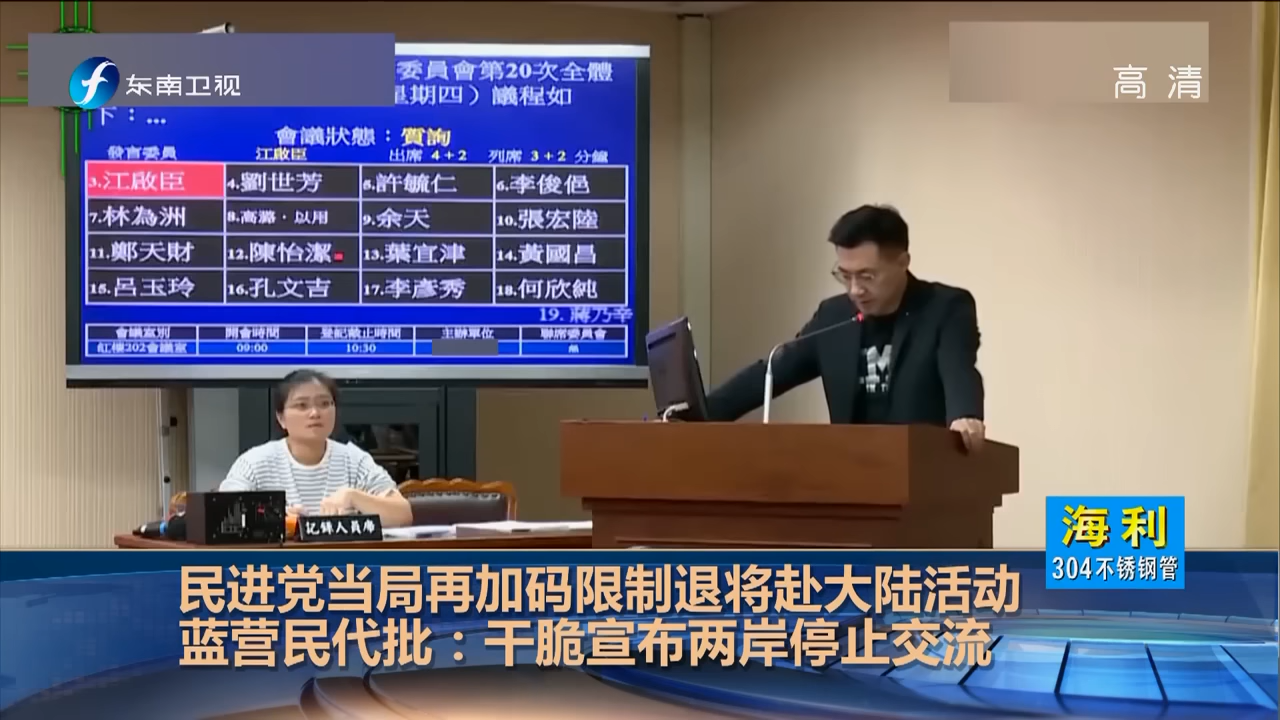 东南卫视
高清
委員會第20次全體
星期四）議程如
下：...
會議狀態：質詢
發言委員 江啟臣 出席 4+2 列席 3+2 分鐘
3.江啟臣 4.劉世芳 5.許毓仁 6.李俊俋
7.林為洲 8.高潞．以用 9.余天 10.張宏陸
11.鄭天財 12.陳怡潔 13.葉宜津 14.黃國昌
15.呂玉玲 16.孔文吉 17.李彥秀 18.何欣純
19. 蔣乃辛
會議室別 開會時間 登記截止時間 主辦單位 聯席委員會
紅樓202會議室 09:00 10:30 無
記錄人員席
海利
304不锈钢管
民进党当局再加码限制退将赴大陆活动
蓝营民代批：干脆宣布两岸停止交流